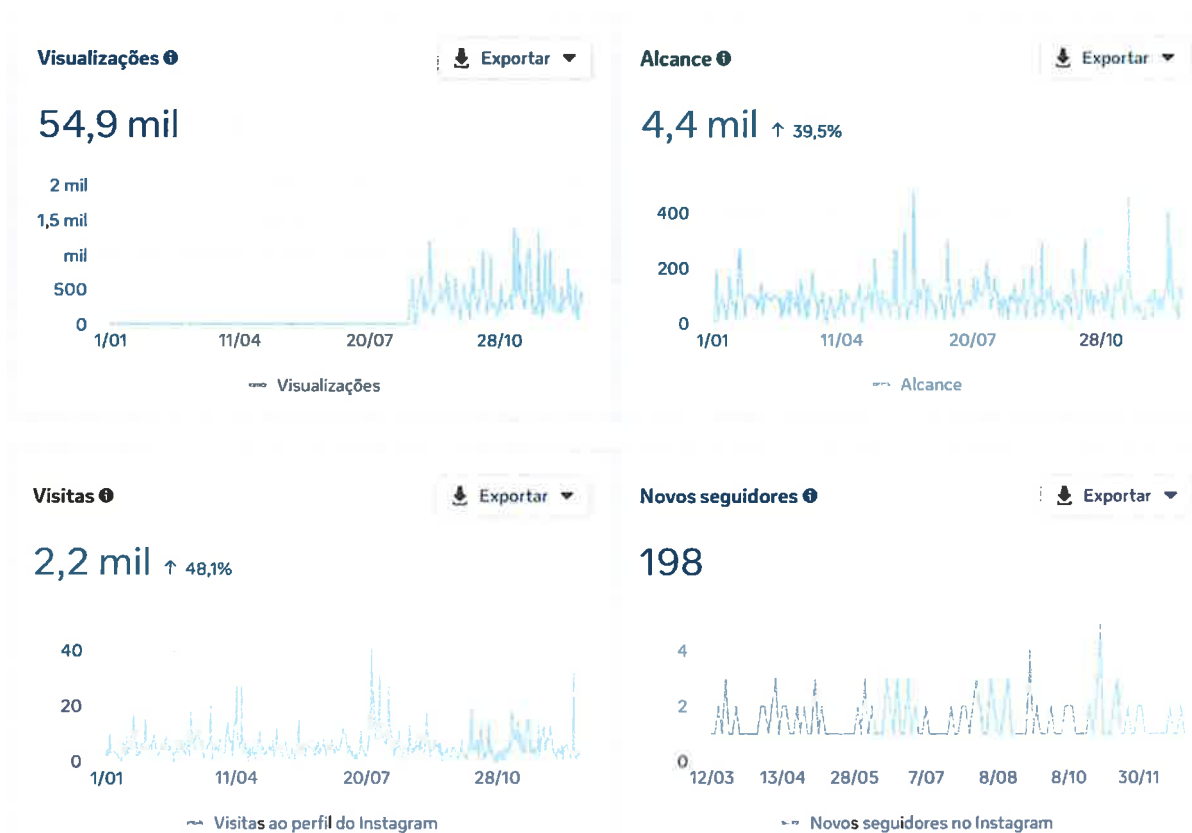 Visualizações
Exportar
54,9 mil
2 mil
1,5 mil
mil
500
0
1/01 11/04 20/07 28/10
Visualizações
Alcance
Exportar
4,4 mil ↑ 39,5%
400
200
0
1/01 11/04 20/07 28/10
Alcance
Visitas
Exportar
2,2 mil ↑ 48,1%
40
20
0
1/01 11/04 20/07 28/10
Visitas ao perfil do Instagram
Novos seguidores
Exportar
198
4
2
0
12/03 13/04 28/05 7/07 8/08 8/10 30/11
Novos seguidores no Instagram